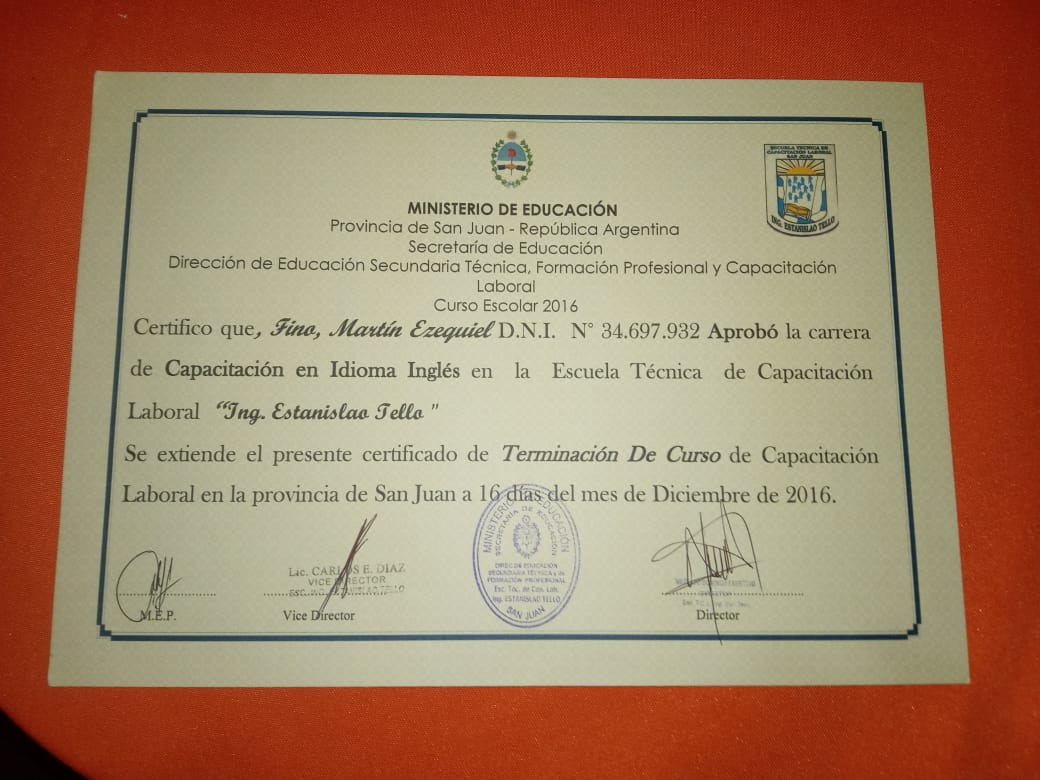 ESCUELA TÉCNICA DE
CAPACITACIÓN LABORAL
SAN JUAN
ING. ESTANISLAO TELLO
MINISTERIO DE EDUCACIÓN
Provincia de San Juan - República Argentina
Secretaría de Educación
Dirección de Educación Secundaria Técnica, Formación Profesional y Capacitación
Laboral
Curso Escolar 2016
Certifico que, Fino, Martín Ezequiel D.N.I. N° 34.697.932 Aprobó la carrera
de Capacitación en Idioma Inglés en la Escuela Técnica de Capacitación
Laboral "Ing. Estanislao Tello"
Se extiende el presente certificado de Terminación De Curso de Capacitación
Laboral en la provincia de San Juan a 16 días del mes de Diciembre de 2016.
MINISTERIO DE EDUCACIÓN
SECRETARÍA DE EDUCACIÓN
DIREC DE EDUCACIÓN
SECUNDARIA TÉCNICA y de
FORMACIÓN PROFESIONAL
Esc. Téc. de Cap. Lab.
Ing. ESTANISLAO TELLO
SAN JUAN
Lic. CARLOS E. DIAZ
VICE DIRECTOR
ESC. ING. ESTANISLAO TELLO
M.E.P.
Vice Director
DIRECTOR
Director